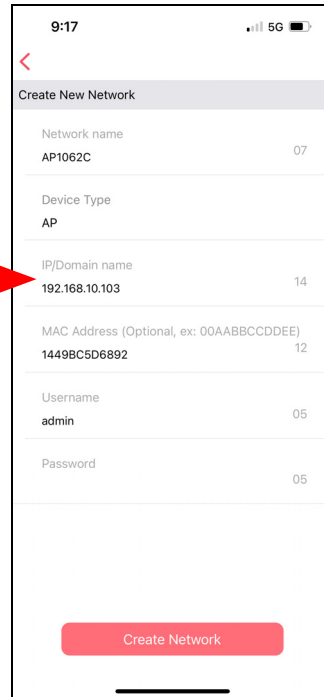 9:17
5G
Create New Network
Network name
AP1062C
07
Device Type
AP
IP/Domain name
192.168.10.103
14
MAC Address (Optional, ex: 00AABBCCDDEE)
1449BC5D6892
12
Username
admin
05
Password
05
Create Network